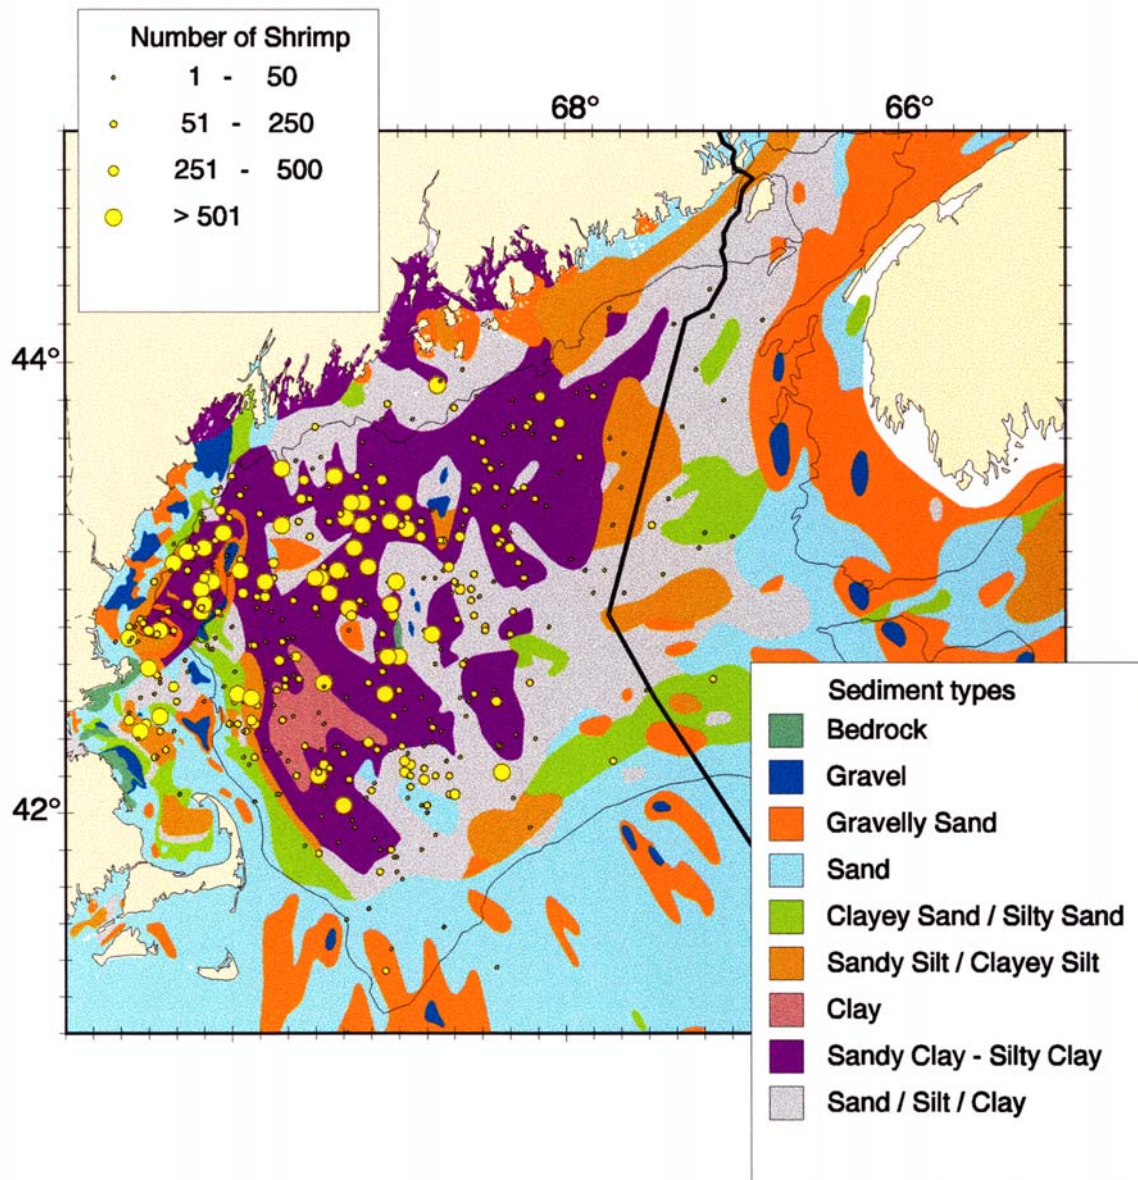 Number of Shrimp
1 - 50
51 - 250
251 - 500
> 501
68°
66°
44°
42°
Sediment types
Bedrock
Gravel
Gravelly Sand
Sand
Clayey Sand / Silty Sand
Sandy Silt / Clayey Silt
Clay
Sandy Clay - Silty Clay
Sand / Silt / Clay